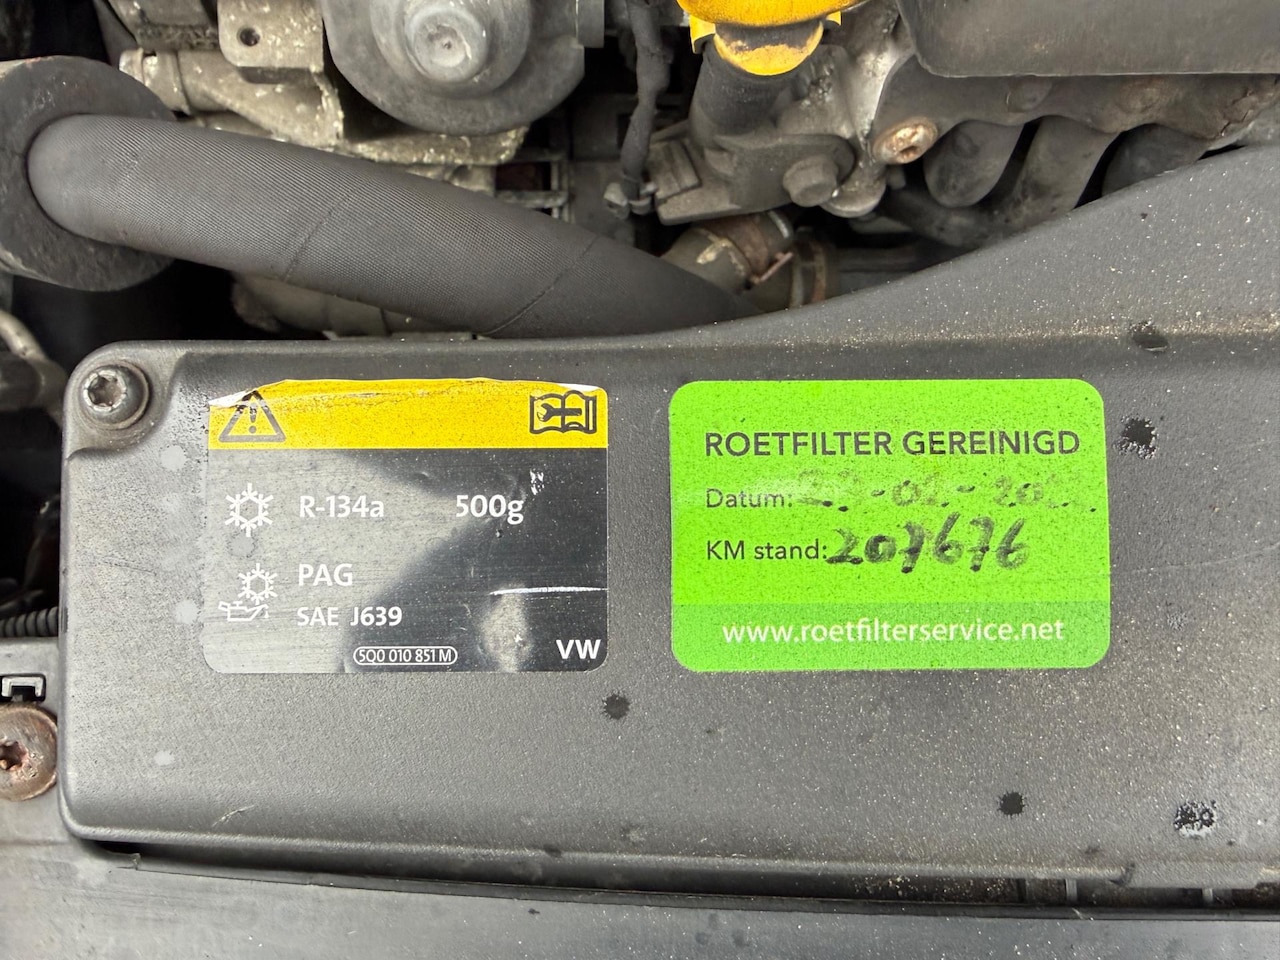 R-134a 500g
PAG
SAE J639
5Q0 010 851 M
VW
ROETFILTER GEREINIGD
Datum:
KM stand: 207676
www.roetfilterservice.net